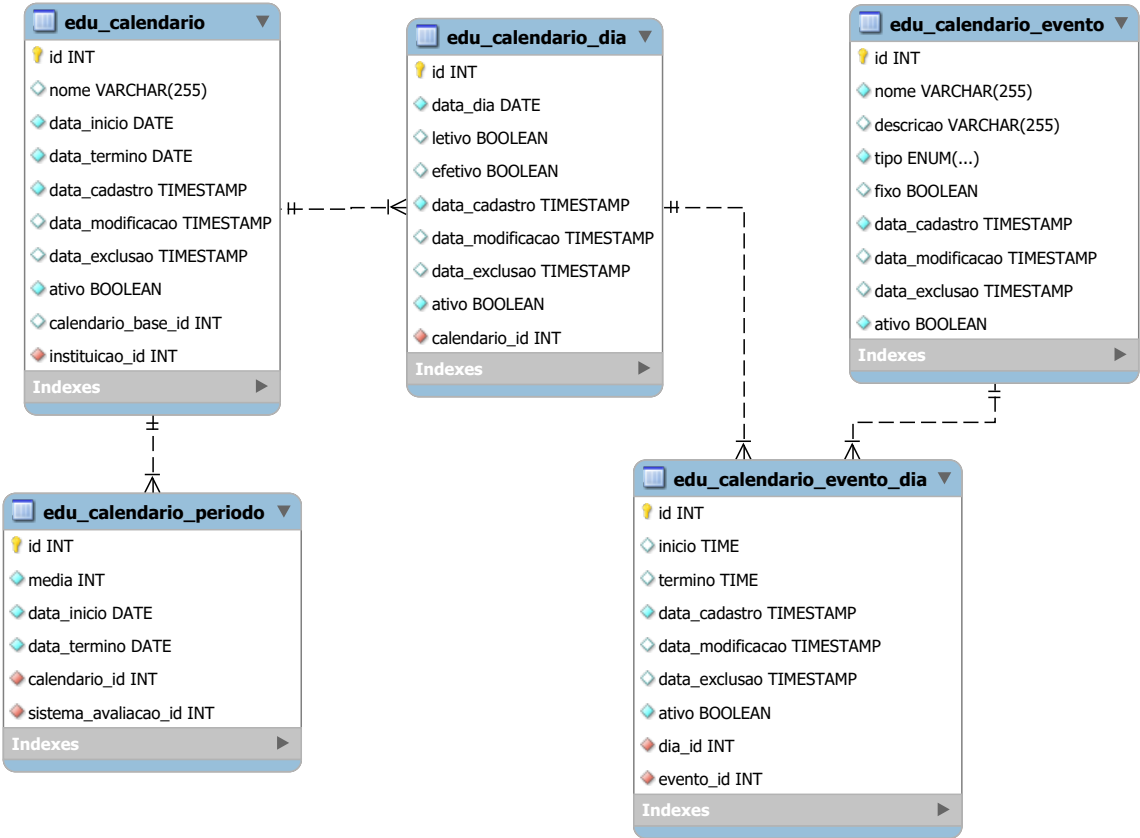 edu_calendario
id INT
nome VARCHAR(255)
data_inicio DATE
data_termino DATE
data_cadastro TIMESTAMP
data_modificacao TIMESTAMP
data_exclusao TIMESTAMP
ativo BOOLEAN
calendario_base_id INT
instituicao_id INT
Indexes
edu_calendario_dia
id INT
data_dia DATE
letivo BOOLEAN
efetivo BOOLEAN
data_cadastro TIMESTAMP
data_modificacao TIMESTAMP
data_exclusao TIMESTAMP
ativo BOOLEAN
calendario_id INT
Indexes
edu_calendario_evento
id INT
nome VARCHAR(255)
descricao VARCHAR(255)
tipo ENUM(...)
fixo BOOLEAN
data_cadastro TIMESTAMP
data_modificacao TIMESTAMP
data_exclusao TIMESTAMP
ativo BOOLEAN
Indexes
edu_calendario_periodo
id INT
media INT
data_inicio DATE
data_termino DATE
calendario_id INT
sistema_avaliacao_id INT
Indexes
edu_calendario_evento_dia
id INT
inicio TIME
termino TIME
data_cadastro TIMESTAMP
data_modificacao TIMESTAMP
data_exclusao TIMESTAMP
ativo BOOLEAN
dia_id INT
evento_id INT
Indexes